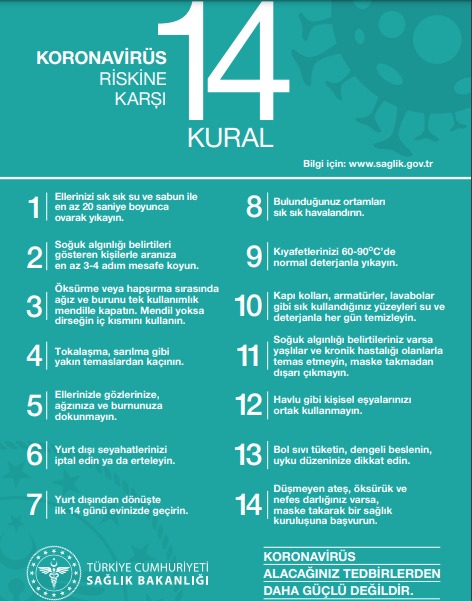 KORONAVİRÜS
RİSKİNE
KARŞI
14
KURAL
Bilgi için: www.saglik.gov.tr
1
Ellerinizi sık sık su ve sabun ile
en az 20 saniye boyunca
ovarak yıkayın.
2
Soğuk algınlığı belirtileri
gösteren kişilerle aranıza
en az 3-4 adım mesafe koyun.
3
Öksürme veya hapşırma sırasında
ağız ve burunu tek kullanımlık
mendille kapatın. Mendil yoksa
dirseğin iç kısmını kullanın.
4
Tokalaşma, sarılma gibi
yakın temaslardan kaçının.
5
Ellerinizle gözlerinize,
ağzınıza ve burnunuza
dokunmayın.
6
Yurt dışı seyahatlerinizi
iptal edin ya da erteleyin.
7
Yurt dışından dönüşte
ilk 14 günü evinizde geçirin.
8
Bulunduğunuz ortamları
sık sık havalandırın.
9
Kıyafetlerinizi 60-90°C'de
normal deterjanla yıkayın.
10
Kapı kolları, armatürler, lavabolar
gibi sık kullandığınız yüzeyleri su ve
deterjanla her gün temizleyin.
11
Soğuk algınlığı belirtileriniz varsa
yaşlılar ve kronik hastalığı olanlarla
temas etmeyin, maske takmadan
dışarı çıkmayın.
12
Havlu gibi kişisel eşyalarınızı
ortak kullanmayın.
13
Bol sıvı tüketin, dengeli beslenin,
uyku düzeninize dikkat edin.
14
Düşmeyen ateş, öksürük ve
nefes darlığınız varsa,
maske takarak bir sağlık
kuruluşuna başvurun.
TÜRKİYE CUMHURİYETİ
SAĞLIK BAKANLIĞI
KORONAVİRÜS
ALACAĞINIZ TEDBİRLERDEN
DAHA GÜÇLÜ DEĞİLDİR.